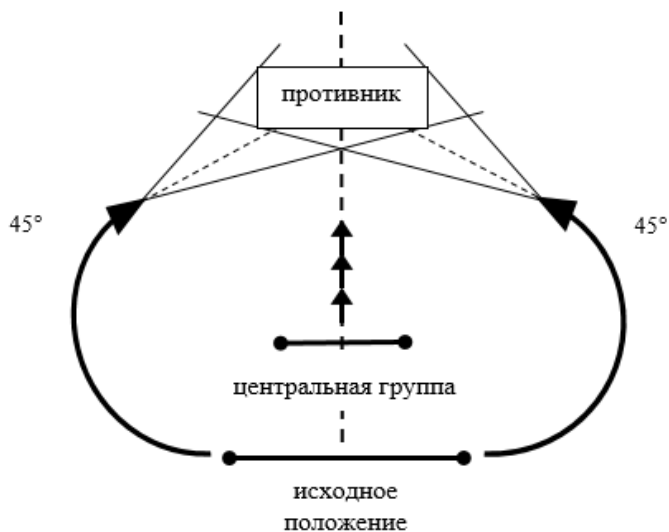 противник
45°
45°
центральная группа
исходное
положение